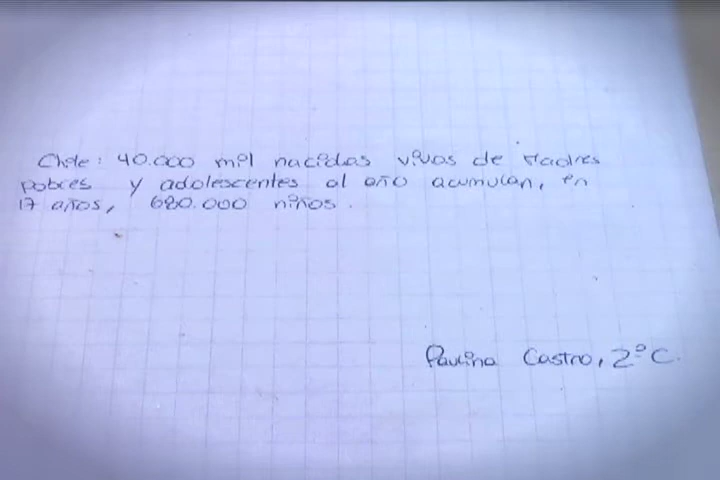 Chile: 40.000 mil nacidos vivos de Madres
pobres y adolescentes al año acumulan, en
17 años, 680.000 niños.
Paulina Castro, 2ºC.